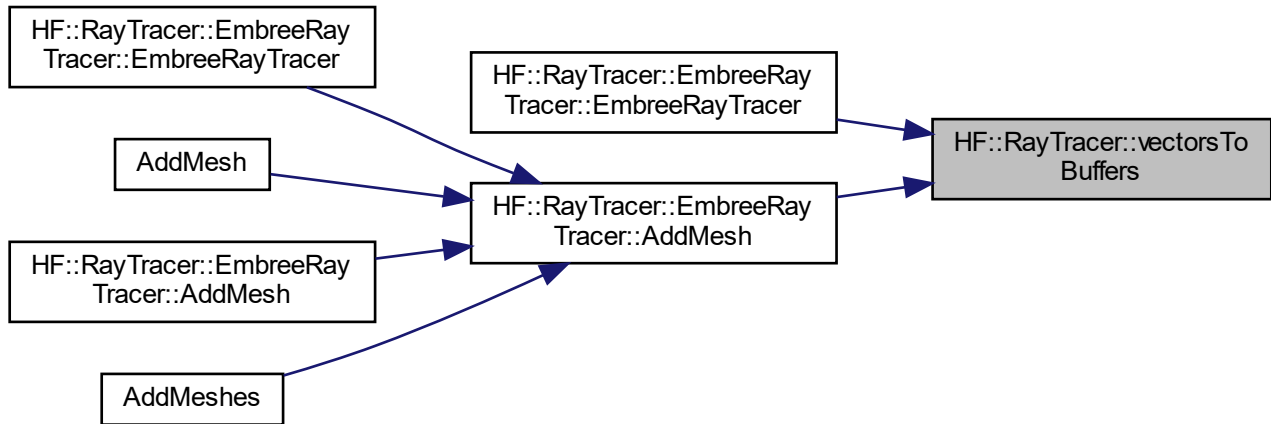 HF::RayTracer::EmbreeRay
Tracer::EmbreeRayTracer
AddMesh
HF::RayTracer::EmbreeRay
Tracer::AddMesh
AddMeshes
HF::RayTracer::EmbreeRay
Tracer::EmbreeRayTracer
HF::RayTracer::EmbreeRay
Tracer::AddMesh
HF::RayTracer::vectorsTo
Buffers